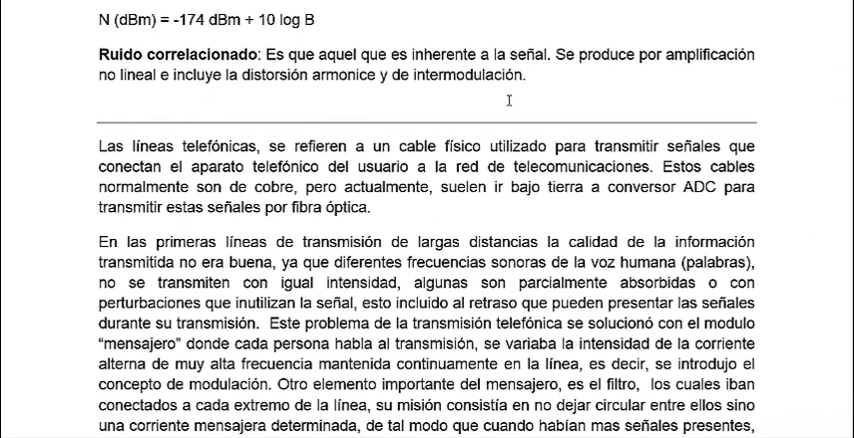 N (dBm) = -174 dBm + 10 log B
Ruido correlacionado: Es que aquel que es inherente a la señal. Se produce por amplificación
no lineal e incluye la distorsión armonice y de intermodulación.
Las líneas telefónicas, se refieren a un cable físico utilizado para transmitir señales que
conectan el aparato telefónico del usuario a la red de telecomunicaciones. Estos cables
normalmente son de cobre, pero actualmente, suelen ir bajo tierra a conversor ADC para
transmitir estas señales por fibra óptica.
En las primeras líneas de transmisión de largas distancias la calidad de la información
transmitida no era buena, ya que diferentes frecuencias sonoras de la voz humana (palabras),
no se transmiten con igual intensidad, algunas son parcialmente absorbidas o con
perturbaciones que inutilizan la señal, esto incluido al retraso que pueden presentar las señales
durante su transmisión. Este problema de la transmisión telefónica se solucionó con el modulo
“mensajero” donde cada persona habla al transmisión, se variaba la intensidad de la corriente
alterna de muy alta frecuencia mantenida continuamente en la línea, es decir, se introdujo el
concepto de modulación. Otro elemento importante del mensajero, es el filtro, los cuales iban
conectados a cada extremo de la línea, su misión consistía en no dejar circular entre ellos sino
una corriente mensajera determinada, de tal modo que cuando habían mas señales presentes,